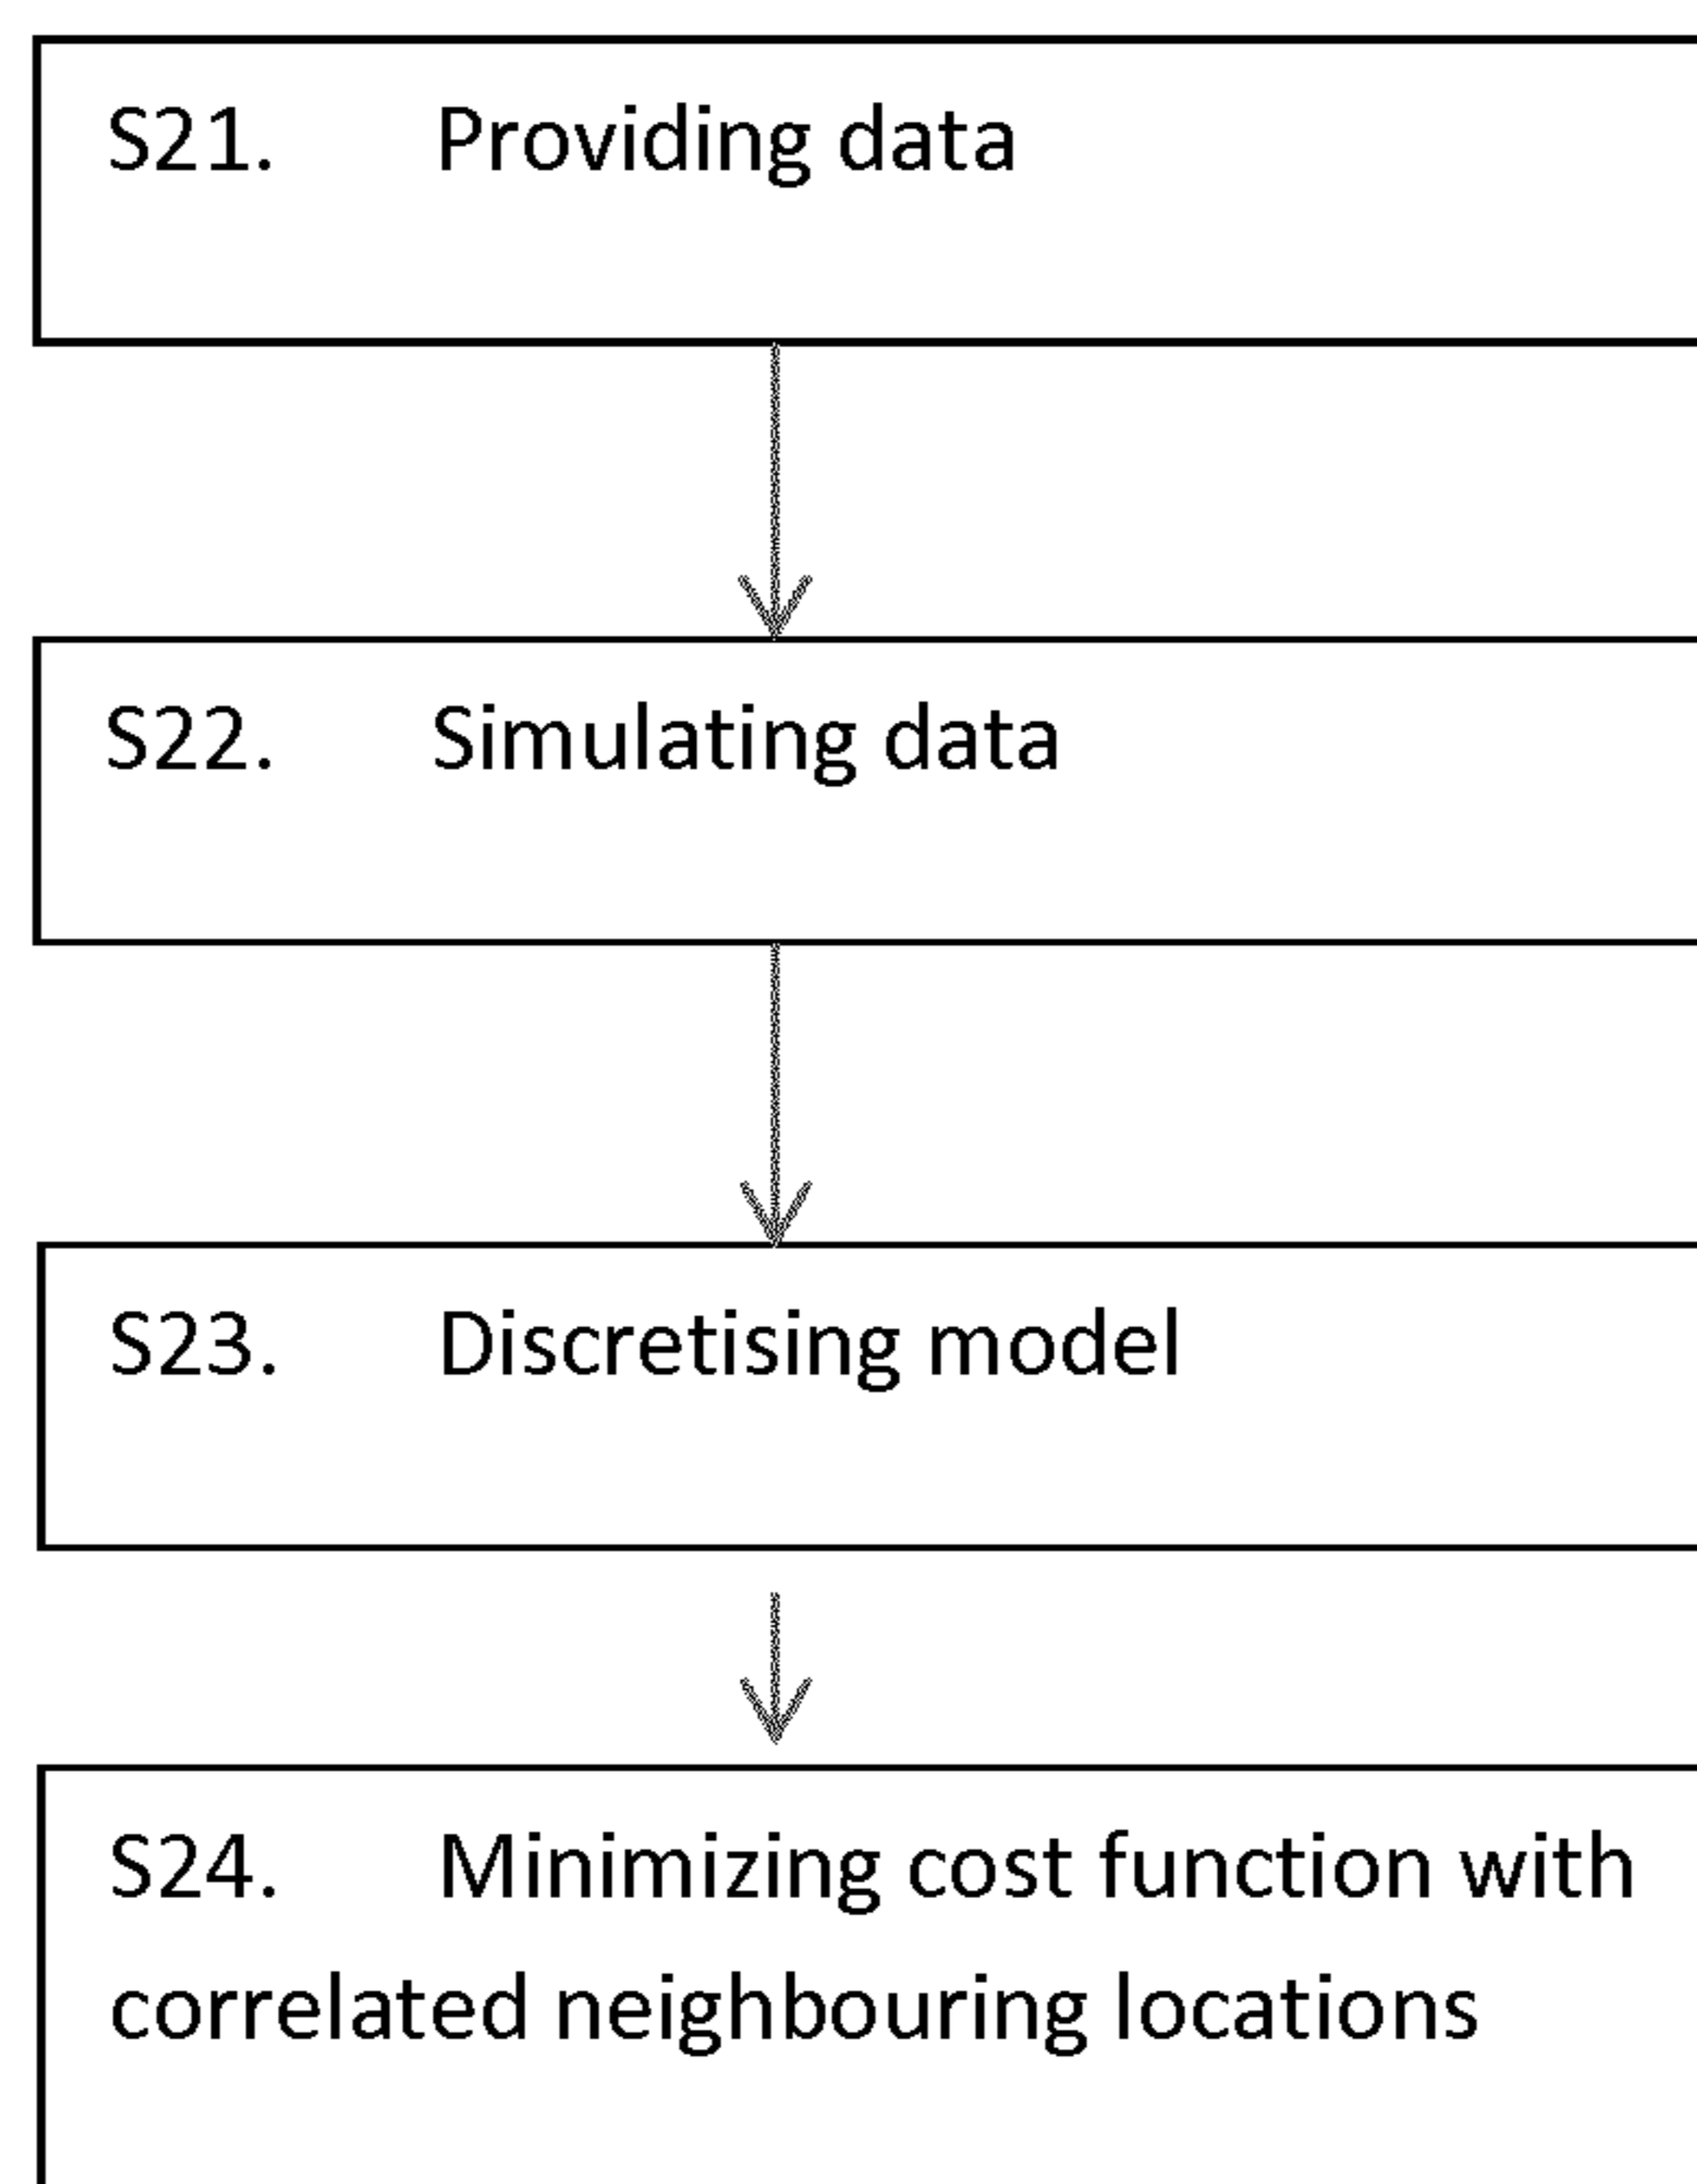 S21. Providing data
S22. Simulating data
S23. Discretising model
S24. Minimizing cost function with
correlated neighbouring locations